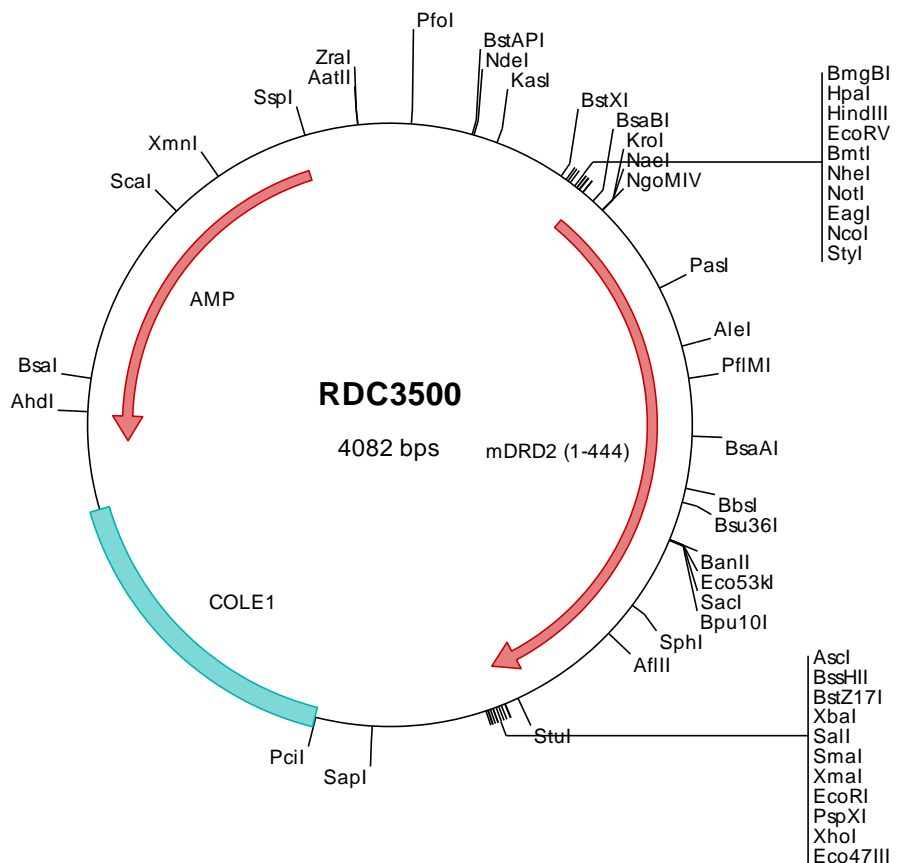 PfoI
BstAPI
NdeI
KasI
ZraI
AatII
SspI
XmnI
ScaI
BstXI
BsaBI
KroI
NaeI
NgoMIV
BmgBI
HpaI
HindIII
EcoRV
BmtI
NheI
NotI
EagI
NcoI
StyI
PasI
AleI
PflMI
AMP
BsaI
AhdI
RDC3500
4082 bps
mDRD2 (1-444)
BsaAI
BbsI
Bsu36I
BanII
Eco53kI
SacI
Bpu10I
SphI
AflII
COLE1
StuI
PciI
SapI
AscI
BssHII
BstZ17I
XbaI
SalI
SmaI
XmaI
EcoRI
PspXI
XhoI
Eco47III